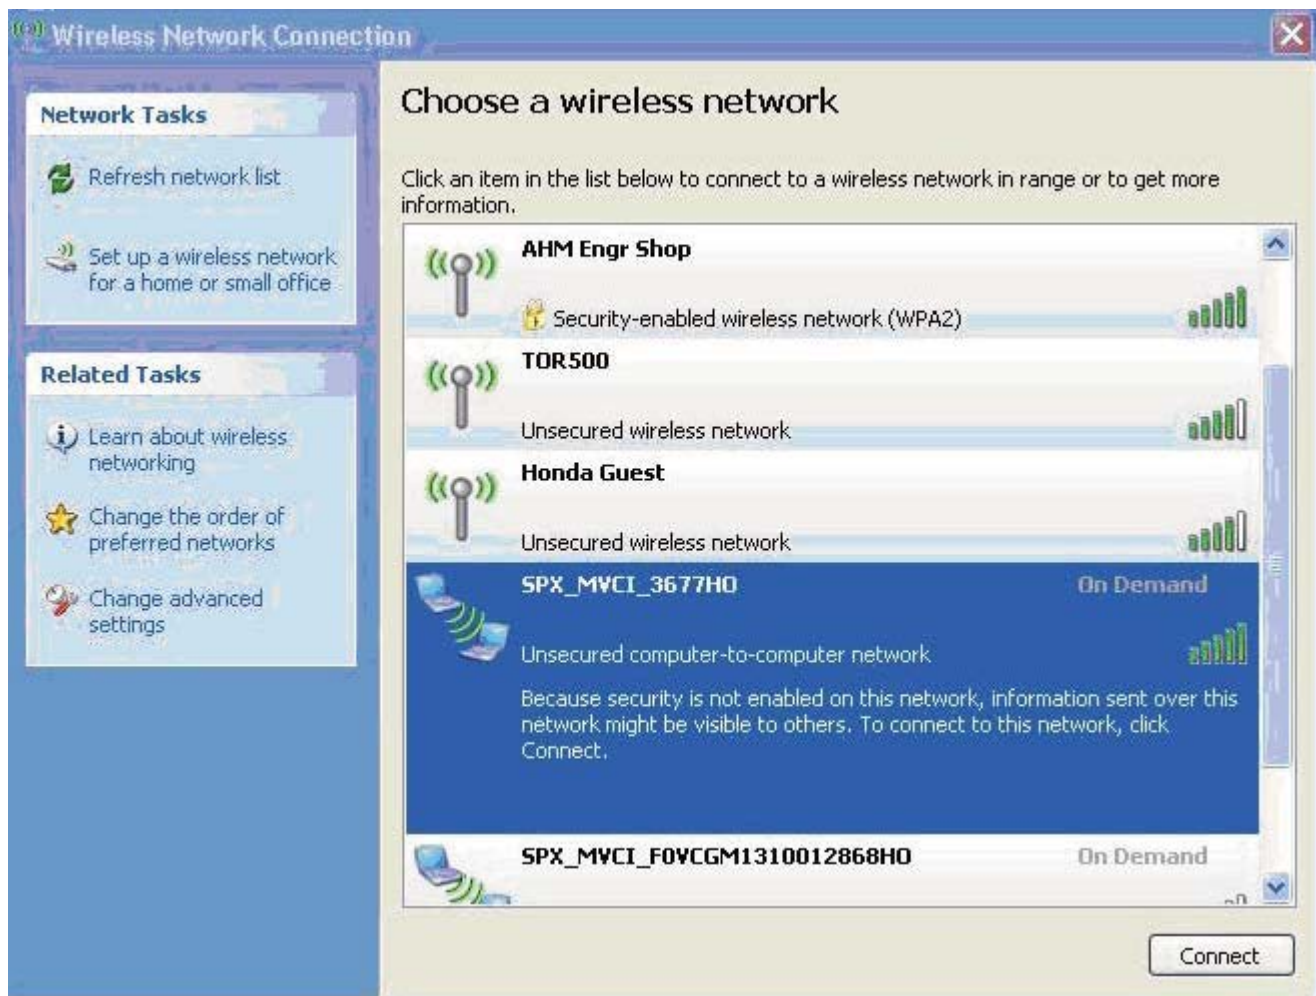 Wireless Network Connection
Network Tasks
Refresh network list
Set up a wireless network
for a home or small office
Related Tasks
Learn about wireless
networking
Change the order of
preferred networks
Change advanced
settings
Choose a wireless network
Click an item in the list below to connect to a wireless network in range or to get more
information.
AHM Engr Shop
Security-enabled wireless network (WPA2)
TOR500
Unsecured wireless network
Honda Guest
Unsecured wireless network
SPX_MVCI_3677HO On Demand
Unsecured computer-to-computer network
Because security is not enabled on this network, information sent over this
network might be visible to others. To connect to this network, click
Connect.
SPX_MVCI_F0VCGM1310012868HO On Demand
Connect